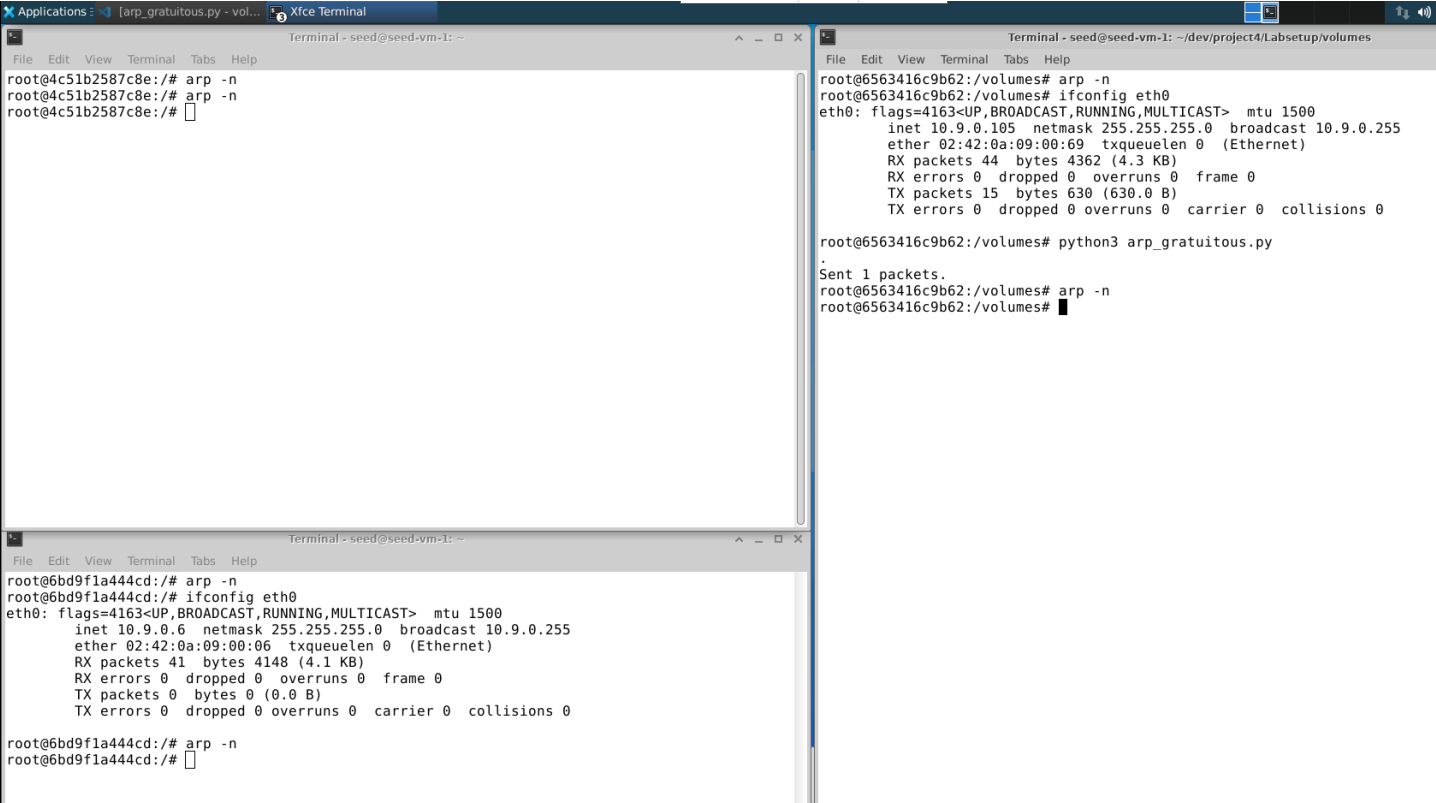 Applications [arp_gratuitous.py - vol... Xfce Terminal
Terminal - seed@seed-vm-1: ~
File Edit View Terminal Tabs Help
root@4c51b2587c8e:/# arp -n
root@4c51b2587c8e:/# arp -n
root@4c51b2587c8e:/#
Terminal - seed@seed-vm-1: ~
File Edit View Terminal Tabs Help
root@6bd9f1a444cd:/# arp -n
root@6bd9f1a444cd:/# ifconfig eth0
eth0: flags=4163<UP,BROADCAST,RUNNING,MULTICAST>  mtu 1500
        inet 10.9.0.6  netmask 255.255.255.0  broadcast 10.9.0.255
        ether 02:42:0a:09:00:06  txqueuelen 0  (Ethernet)
        RX packets 41  bytes 4148 (4.1 KB)
        RX errors 0  dropped 0  overruns 0  frame 0
        TX packets 0  bytes 0 (0.0 B)
        TX errors 0  dropped 0 overruns 0  carrier 0  collisions 0
root@6bd9f1a444cd:/# arp -n
root@6bd9f1a444cd:/#
Terminal - seed@seed-vm-1: ~/dev/project4/Labsetup/volumes
File Edit View Terminal Tabs Help
root@6563416c9b62:/volumes# arp -n
root@6563416c9b62:/volumes# ifconfig eth0
eth0: flags=4163<UP,BROADCAST,RUNNING,MULTICAST>  mtu 1500
        inet 10.9.0.105  netmask 255.255.255.0  broadcast 10.9.0.255
        ether 02:42:0a:09:00:69  txqueuelen 0  (Ethernet)
        RX packets 44  bytes 4362 (4.3 KB)
        RX errors 0  dropped 0  overruns 0  frame 0
        TX packets 15  bytes 630 (630.0 B)
        TX errors 0  dropped 0 overruns 0  carrier 0  collisions 0
root@6563416c9b62:/volumes# python3 arp_gratuitous.py
.
Sent 1 packets.
root@6563416c9b62:/volumes# arp -n
root@6563416c9b62:/volumes#